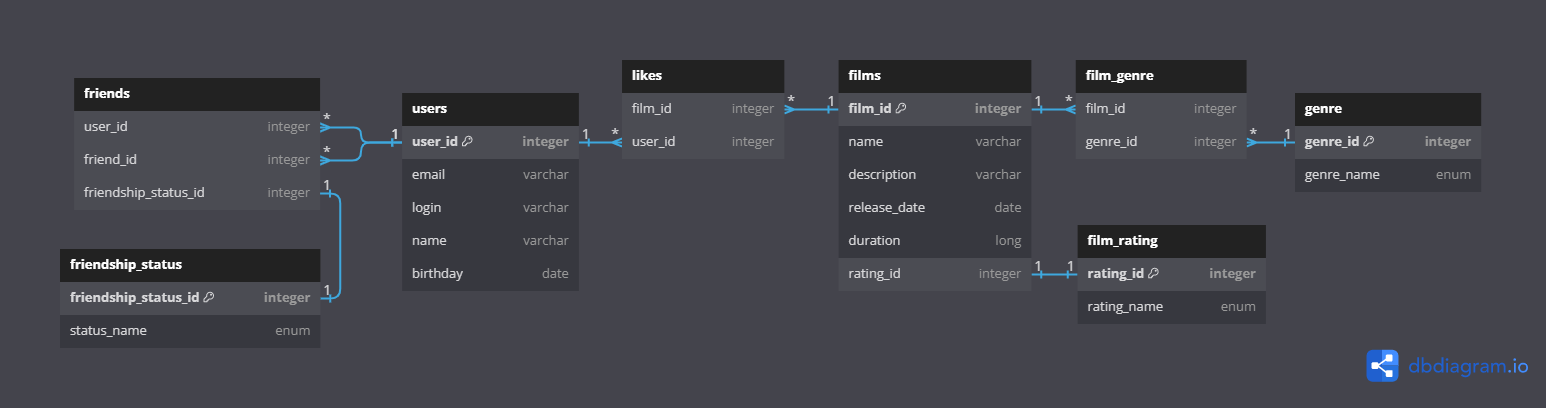 friends
user_id integer *
friend_id integer *
friendship_status_id integer 1
friendship_status
friendship_status_id integer 1
status_name enum
users
1 user_id integer 1
email varchar
login varchar
name varchar
birthday date
likes
film_id integer *
* user_id integer
films
1 film_id integer 1
name varchar
description varchar
release_date date
duration long
rating_id integer 1
film_genre
* film_id integer
genre_id integer *
genre
1 genre_id integer
genre_name enum
film_rating
1 rating_id integer
rating_name enum
dbdiagram.io